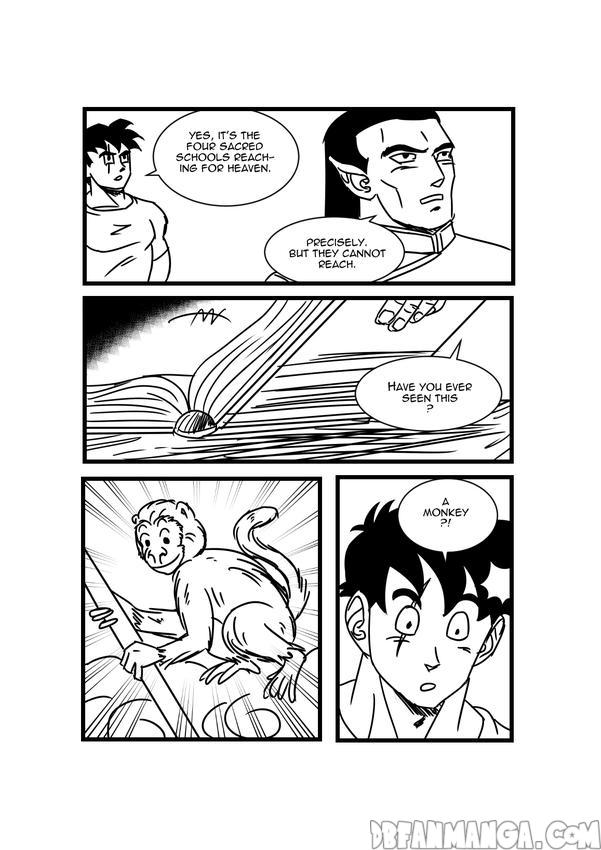 YES, IT'S THE
FOUR SACRED
SCHOOLS REACH-
ING FOR HEAVEN.
PRECISELY.
BUT THEY CANNOT
REACH.
HAVE YOU EVER
SEEN THIS
?
A
MONKEY
?!
DBFANMANGA.COM